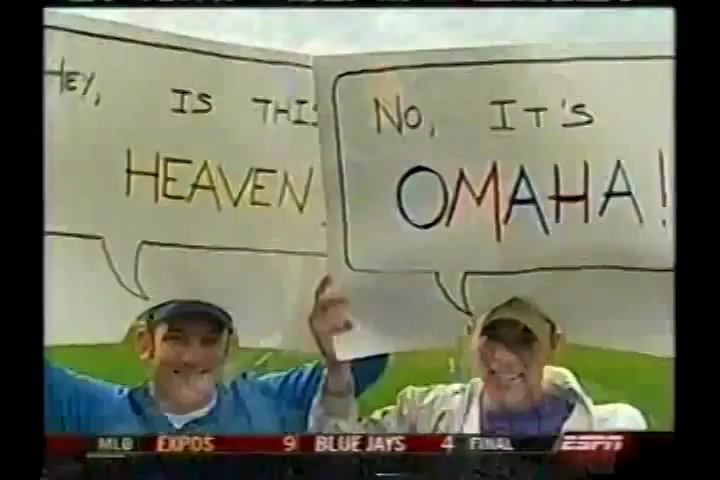 HEY,
IS THIS
HEAVEN
NO, IT'S
OMAHA!
MLB EXPOS 9 BLUE JAYS 4 FINAL ESPN